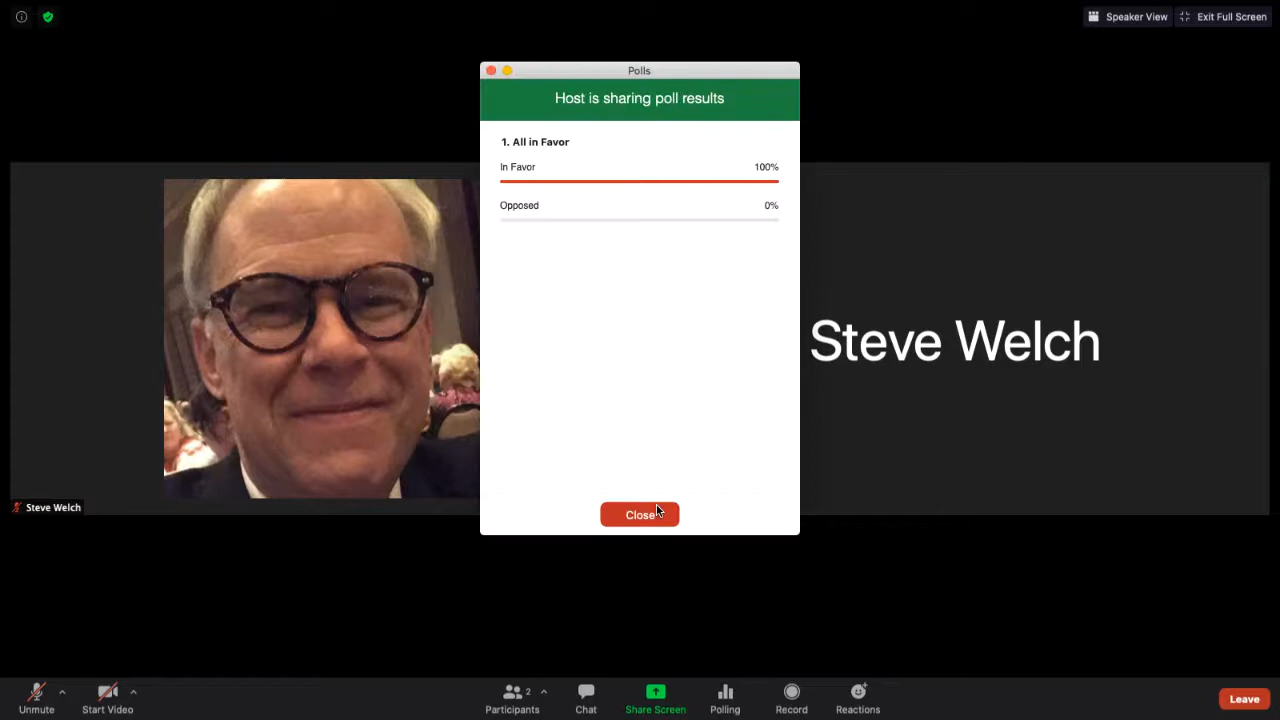 Speaker View
Exit Full Screen
Polls
Host is sharing poll results
1. All in Favor
In Favor 100%
Opposed 0%
Steve Welch
Steve Welch
Close
Unmute
Start Video
2
Participants
Chat
Share Screen
Polling
Record
Reactions
Leave